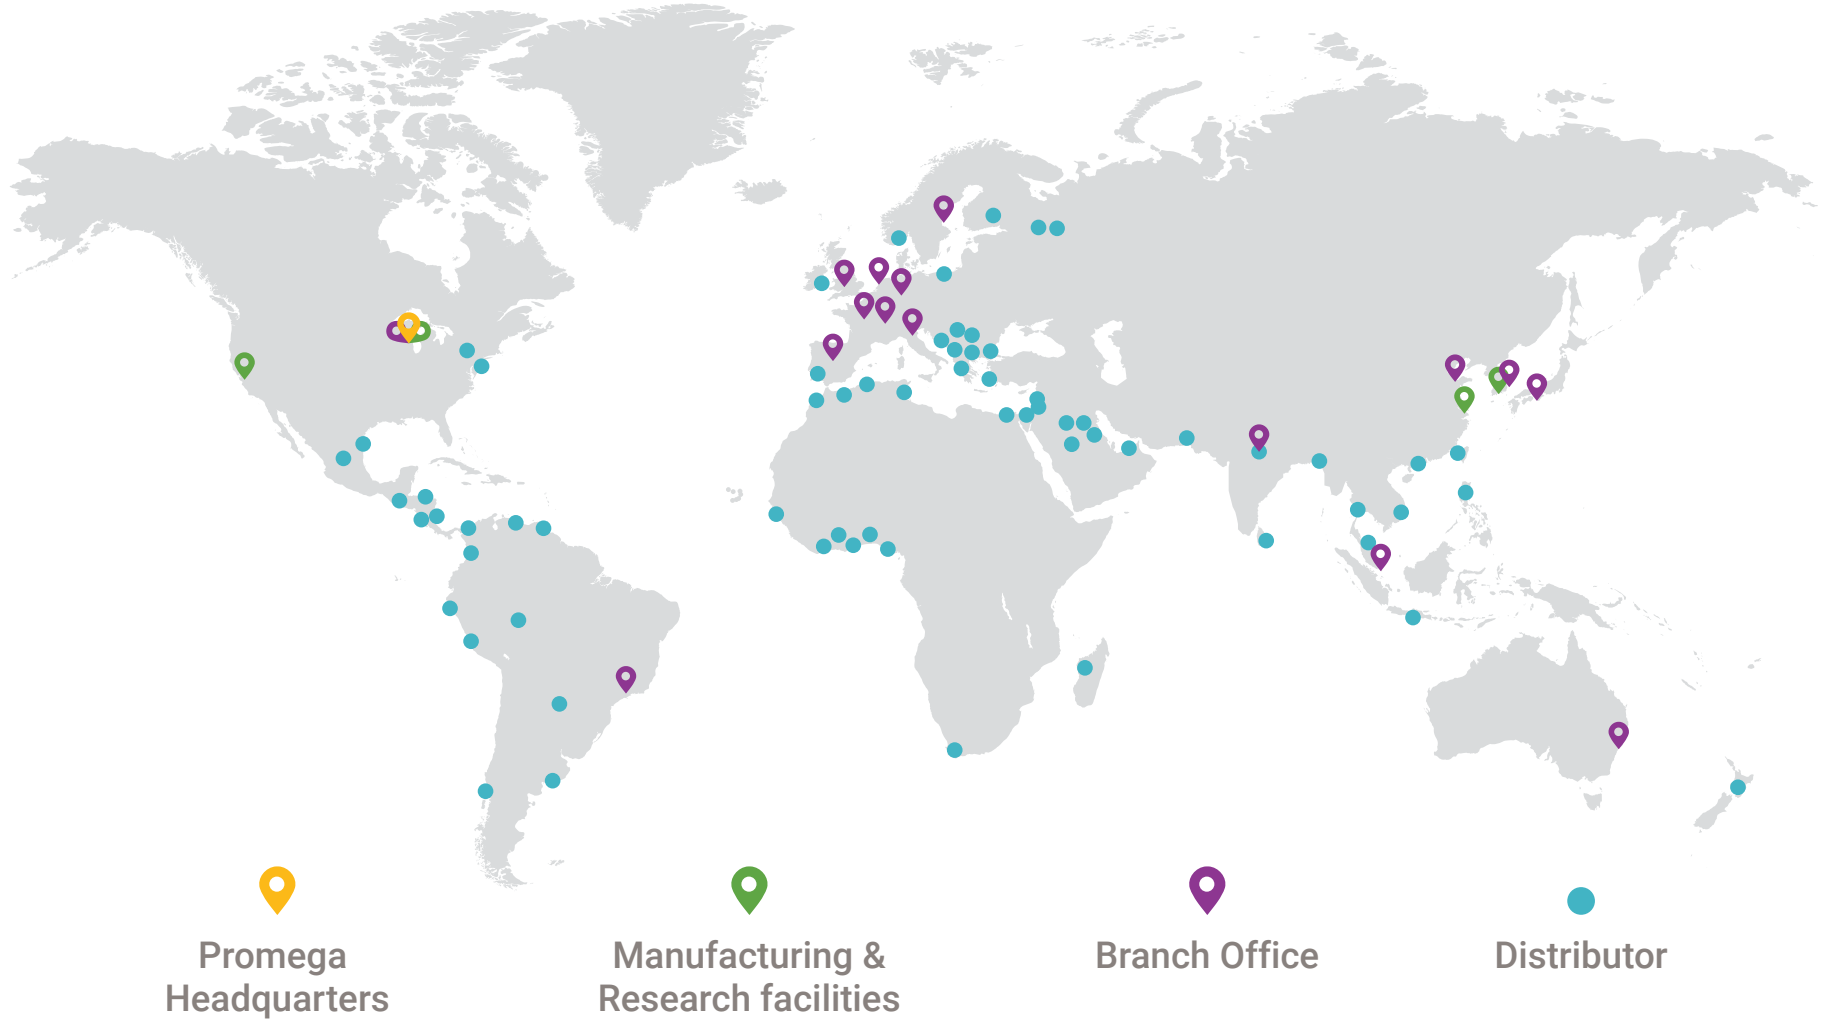 Promega
Headquarters
Manufacturing &
Research facilities
Branch Office
Distributor